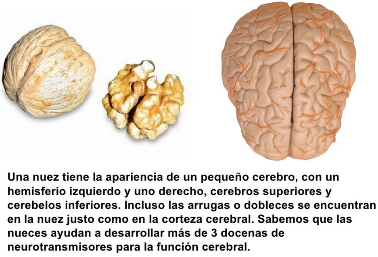 Una nuez tiene la apariencia de un pequeño cerebro, con un
hemisferio izquierdo y uno derecho, cerebros superiores y
cerebelos inferiores. Incluso las arrugas o dobleces se encuentran
en la nuez justo como en la corteza cerebral. Sabemos que las
nueces ayudan a desarrollar más de 3 docenas de
neurotransmisores para la función cerebral.